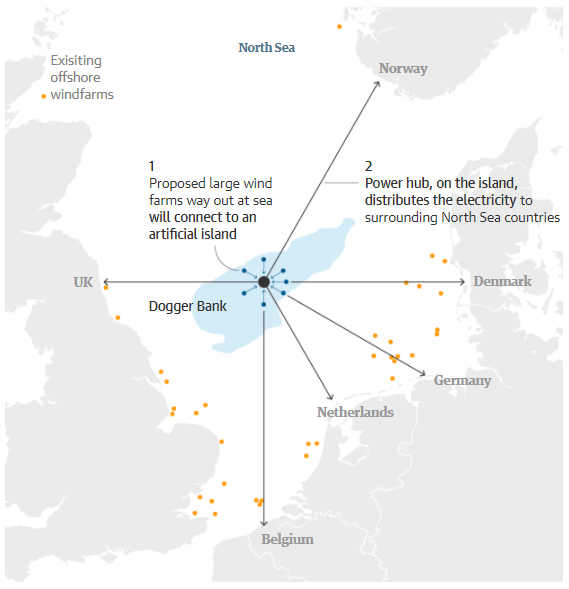 North Sea
Exisiting
offshore
windfarms
Norway
1
Proposed large wind
farms way out at sea
will connect to an
artificial island
2
Power hub, on the island,
distributes the electricity to
surrounding North Sea countries
UK
Denmark
Dogger Bank
Germany
Netherlands
Belgium